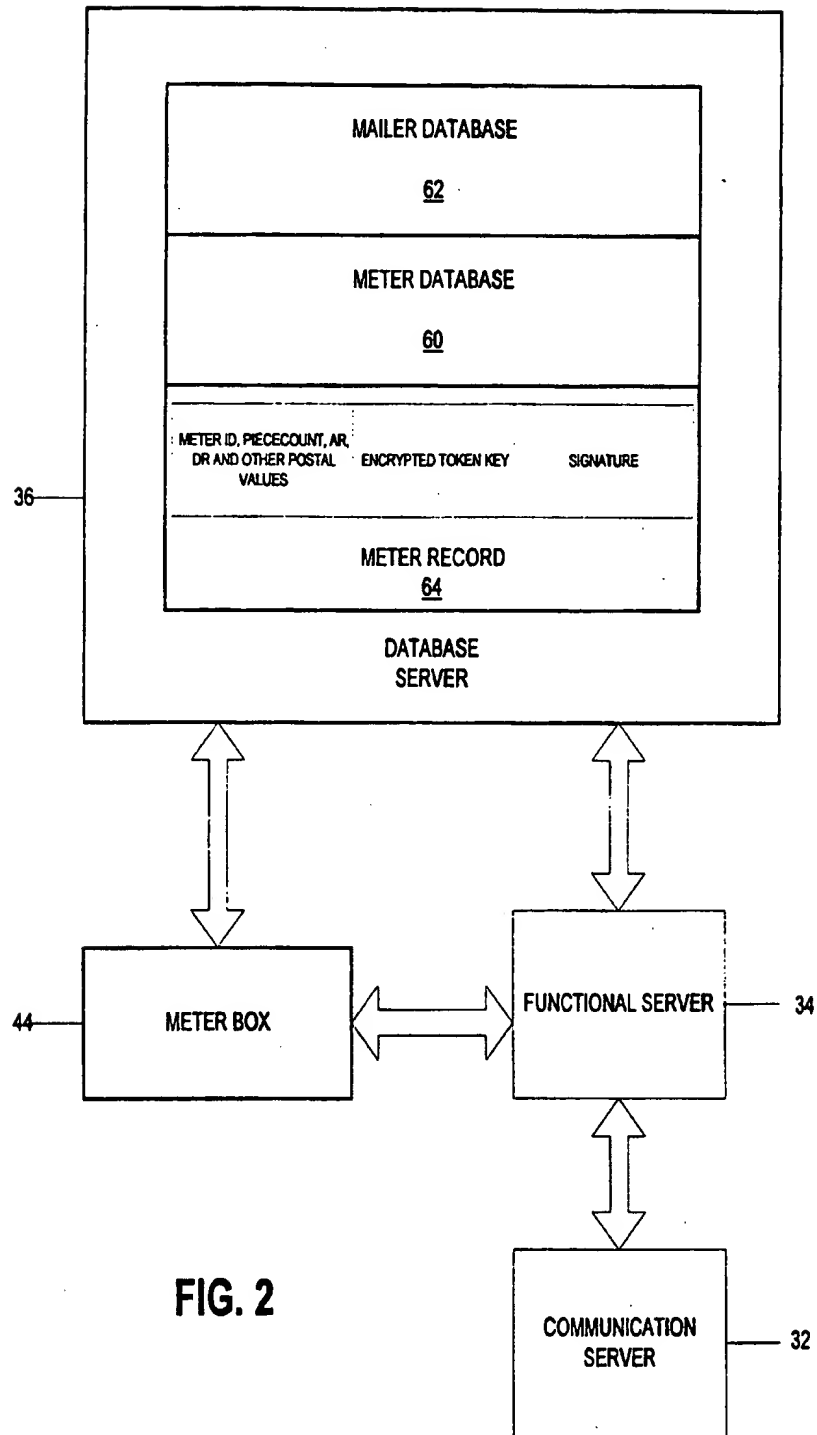 MAILER DATABASE
62
METER DATABASE
60
METER ID, PIECECOUNT, AR,
DR AND OTHER POSTAL
VALUES
ENCRYPTED TOKEN KEY
SIGNATURE
36
METER RECORD
64
DATABASE
SERVER
44
METER BOX
FUNCTIONAL SERVER
34
FIG. 2
COMMUNICATION
SERVER
32